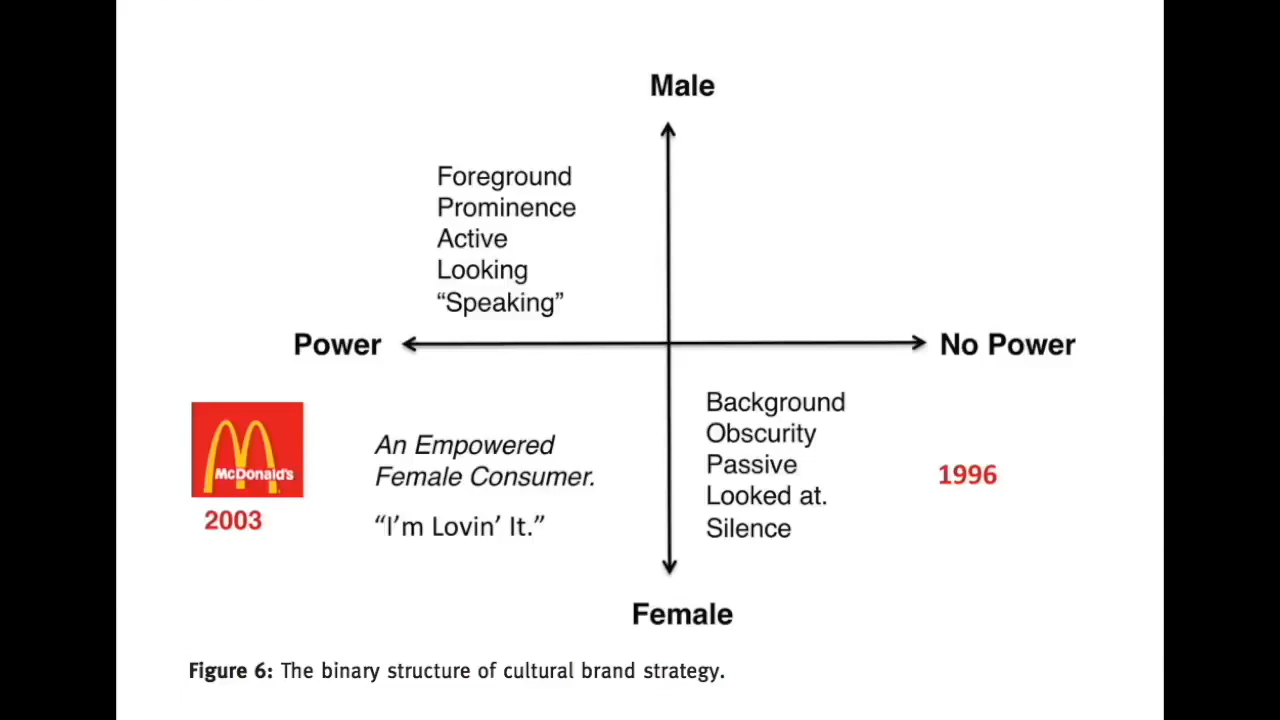 Male
Foreground
Prominence
Active
Looking
“Speaking”
Power
No Power
McDonald's
2003
An Empowered
Female Consumer.
“I’m Lovin’ It.”
Background
Obscurity
Passive
Looked at.
Silence
1996
Female
Figure 6: The binary structure of cultural brand strategy.